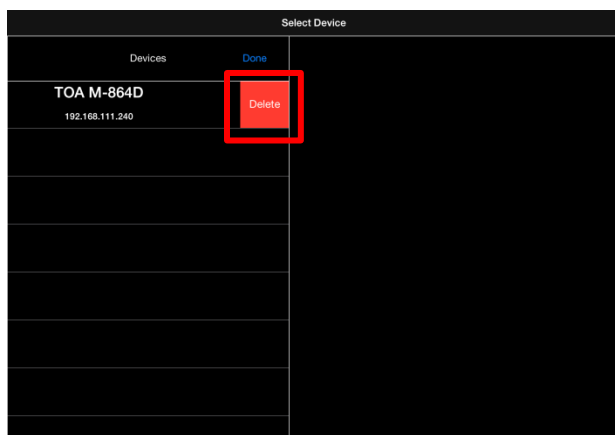 Select Device
Devices Done
TOA M-864D
Delete
192.168.111.240